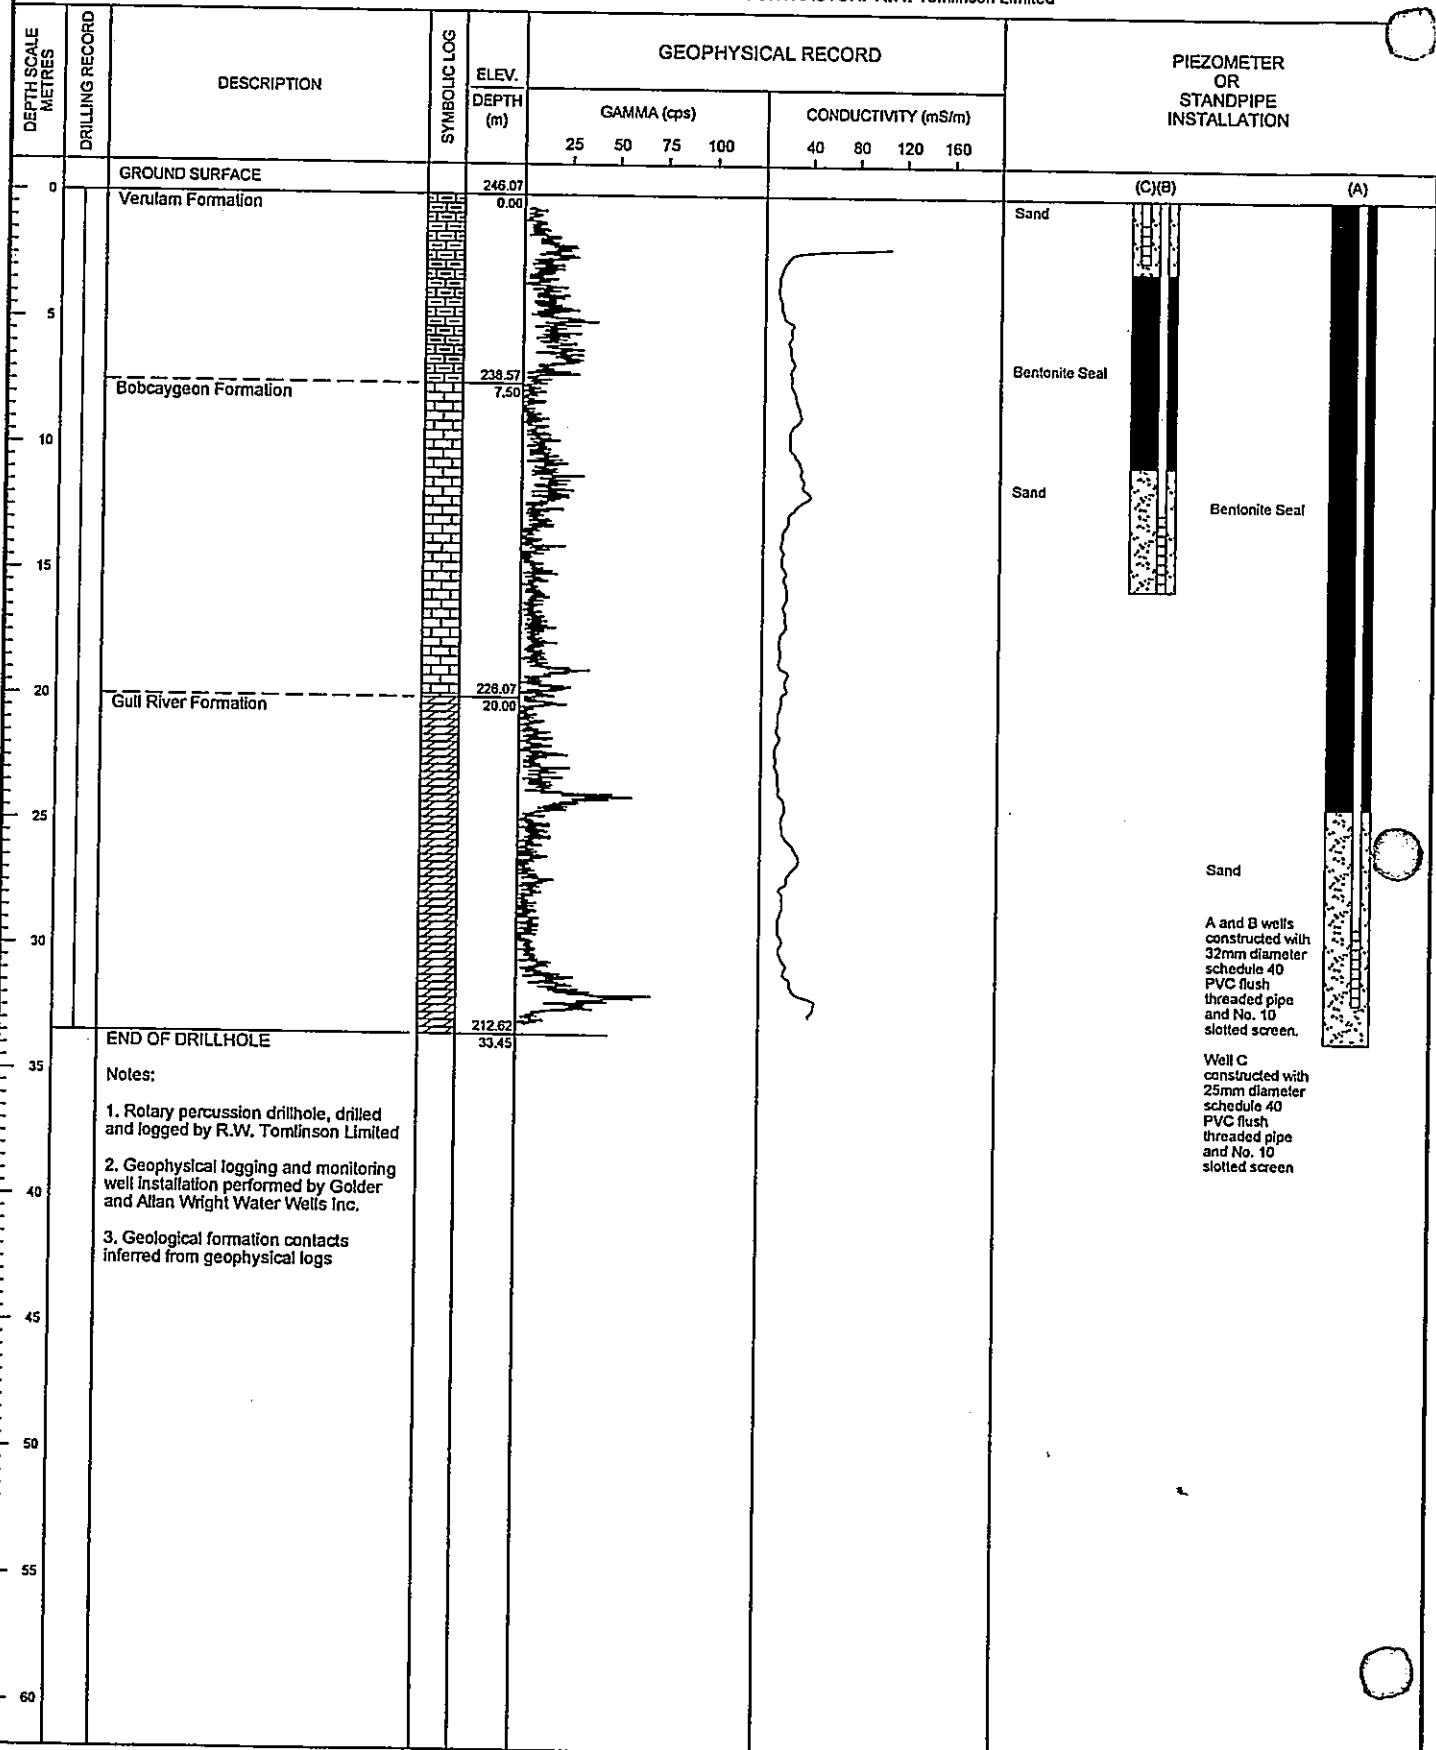 Tomlinson Limited
DEPTH SCALE
METRES
DRILLING RECORD
DESCRIPTION
SYMBOLIC LOG
ELEV.
DEPTH
(m)
GEOPHYSICAL RECORD
GAMMA (cps)
25 50 75 100
CONDUCTIVITY (mS/m)
40 80 120 160
PIEZOMETER
OR
STANDPIPE
INSTALLATION
GROUND SURFACE
246.07
(C)(B)
(A)
0
Verulam Formation
0.00
Sand
5
Bentonite Seal
238.57
Bobcaygeon Formation
7.50
10
Sand
Bentonite Seal
15
20
226.07
Gull River Formation
20.00
25
Sand
30
A and B wells
constructed with
32mm diameter
schedule 40
PVC flush
threaded pipe
and No. 10
slotted screen.
212.62
END OF DRILLHOLE
33.45
35
Notes:
Well C
constructed with
25mm diameter
schedule 40
PVC flush
threaded pipe
and No. 10
slotted screen
1. Rotary percussion drillhole, drilled
and logged by R.W. Tomlinson Limited
2. Geophysical logging and monitoring
well installation performed by Golder
and Allan Wright Water Wells Inc.
40
3. Geological formation contacts
inferred from geophysical logs
45
50
55
60